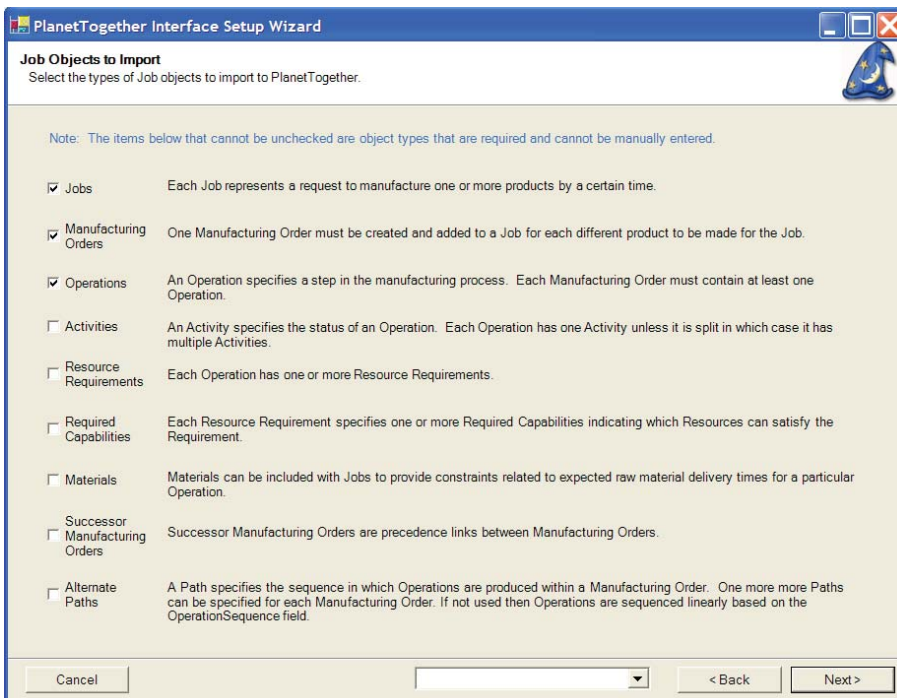 PlanetTogether Interface Setup Wizard
Job Objects to Import
Select the types of Job objects to import to PlanetTogether.
Note: The items below that cannot be unchecked are object types that are required and cannot be manually entered.
Jobs
Each Job represents a request to manufacture one or more products by a certain time.
Manufacturing
Orders
One Manufacturing Order must be created and added to a Job for each different product to be made for the Job.
Operations
An Operation specifies a step in the manufacturing process. Each Manufacturing Order must contain at least one
Operation.
Activities
An Activity specifies the status of an Operation. Each Operation has one Activity unless it is split in which case it has
multiple Activities.
Resource
Requirements
Each Operation has one or more Resource Requirements.
Required
Capabilities
Each Resource Requirement specifies one or more Required Capabilities indicating which Resources can satisfy the
Requirement.
Materials
Materials can be included with Jobs to provide constraints related to expected raw material delivery times for a particular
Operation.
Successor
Manufacturing
Orders
Successor Manufacturing Orders are precedence links between Manufacturing Orders.
Alternate
Paths
A Path specifies the sequence in which Operations are produced within a Manufacturing Order. One more more Paths
can be specified for each Manufacturing Order. If not used then Operations are sequenced linearly based on the
OperationSequence field.
Cancel
< Back
Next >